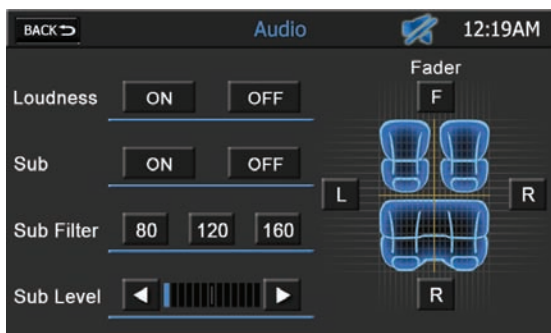 BACK Audio 12:19AM
Fader
Loudness ON OFF F
Sub ON OFF
L R
Sub Filter 80 120 160
Sub Level R